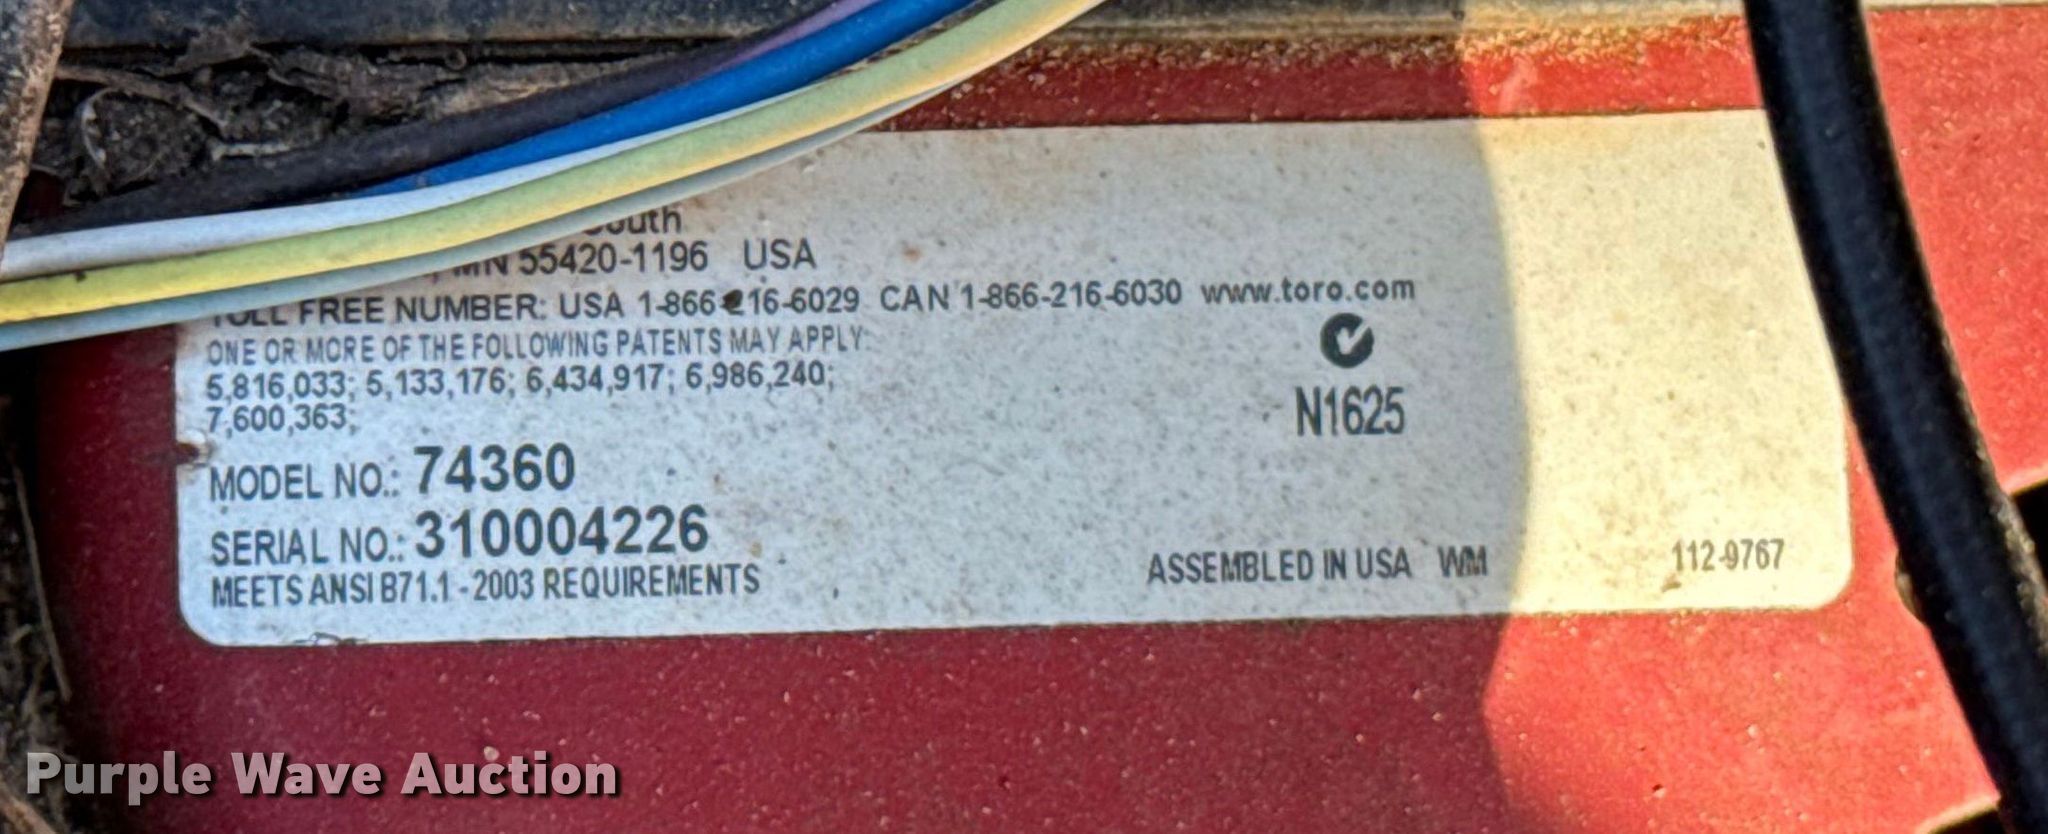 MN 55420-1196 USA
TOLL FREE NUMBER: USA 1-866-216-6029 CAN 1-866-216-6030 www.toro.com
ONE OR MORE OF THE FOLLOWING PATENTS MAY APPLY:
5,816,033; 5,133,176; 6,434,917; 6,986,240;
7,600,363;
N1625
MODEL NO.: 74360
SERIAL NO.: 310004226
MEETS ANSI B71.1 - 2003 REQUIREMENTS
ASSEMBLED IN USA WM
112-9767
Purple Wave Auction